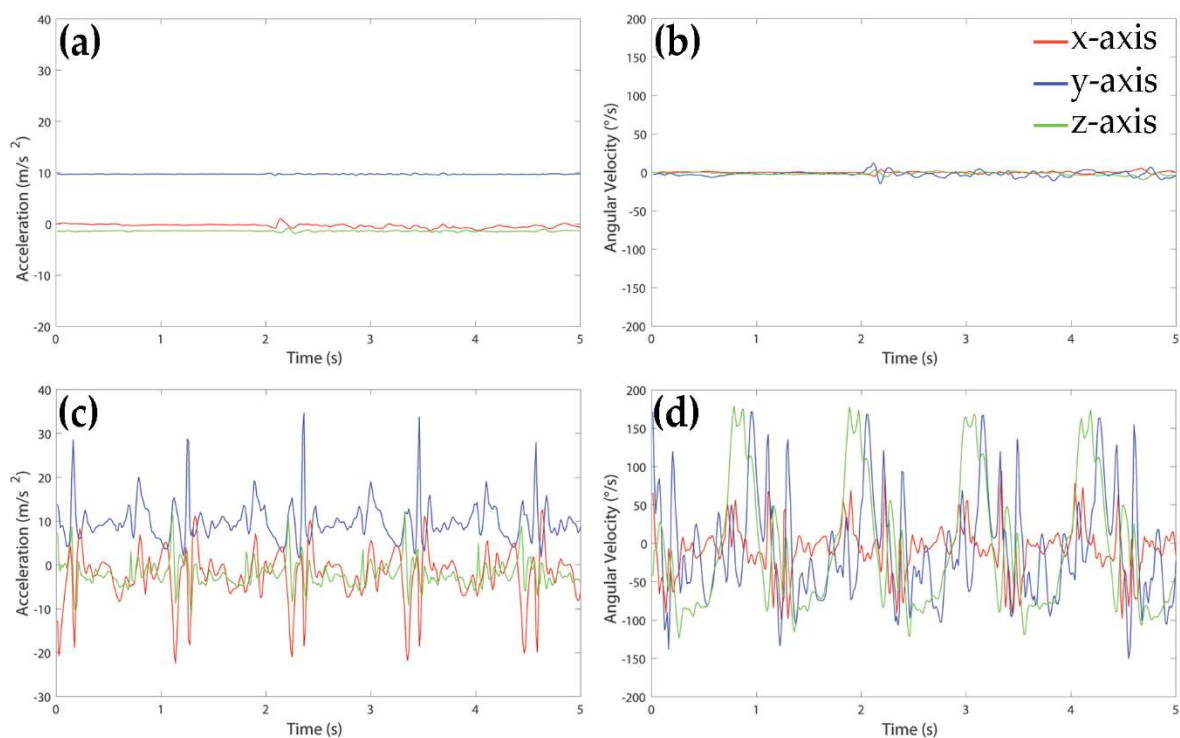 (a)
40
30
20
10
0
-10
-20
Acceleration (m/s 2)
0 1 2 3 4 5
Time (s)
(b)
200
150
100
50
0
-50
-100
-150
-200
Angular Velocity (°/s)
0 1 2 3 4 5
Time (s)
x-axis
y-axis
z-axis
(c)
40
30
20
10
0
-10
-20
-30
Acceleration (m/s 2)
0 1 2 3 4 5
Time (s)
(d)
200
150
100
50
0
-50
-100
-150
-200
Angular Velocity (°/s)
0 1 2 3 4 5
Time (s)